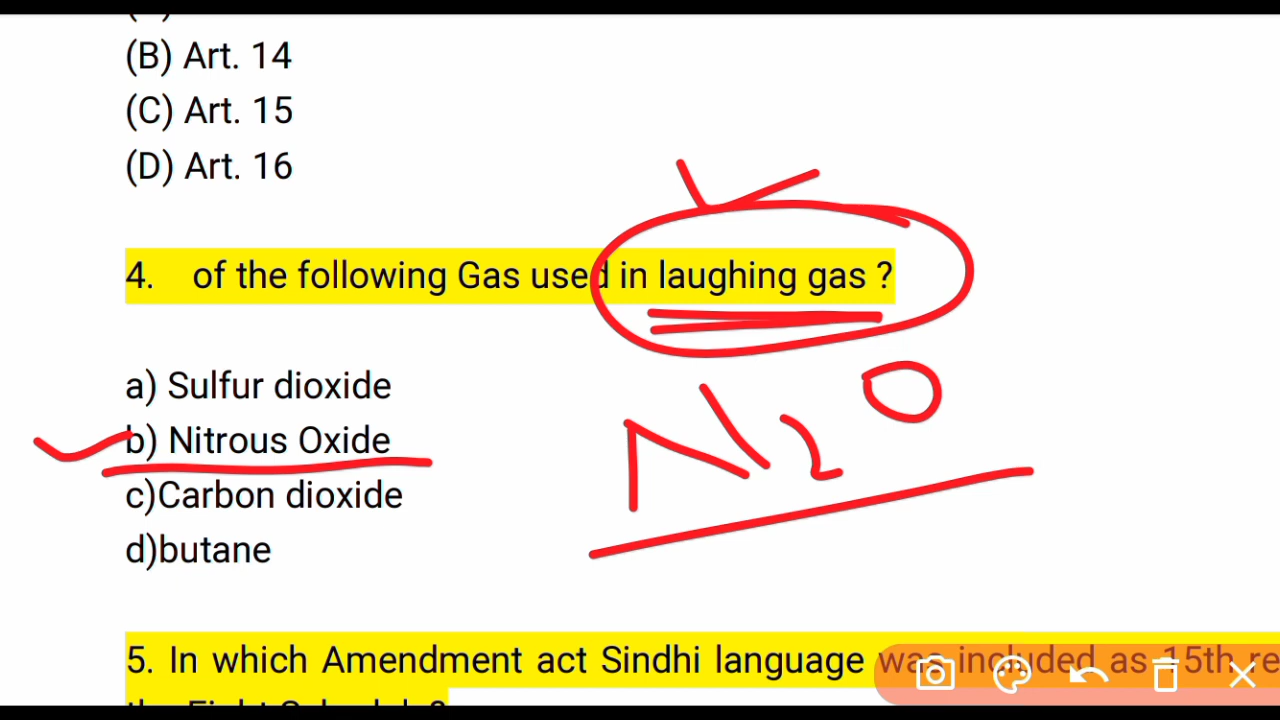 (B) Art. 14
(C) Art. 15
(D) Art. 16
4. of the following Gas used in laughing gas ?
N2O
a) Sulfur dioxide
b) Nitrous Oxide
c)Carbon dioxide
d)butane
5. In which Amendment act Sindhi language was included as 15th re